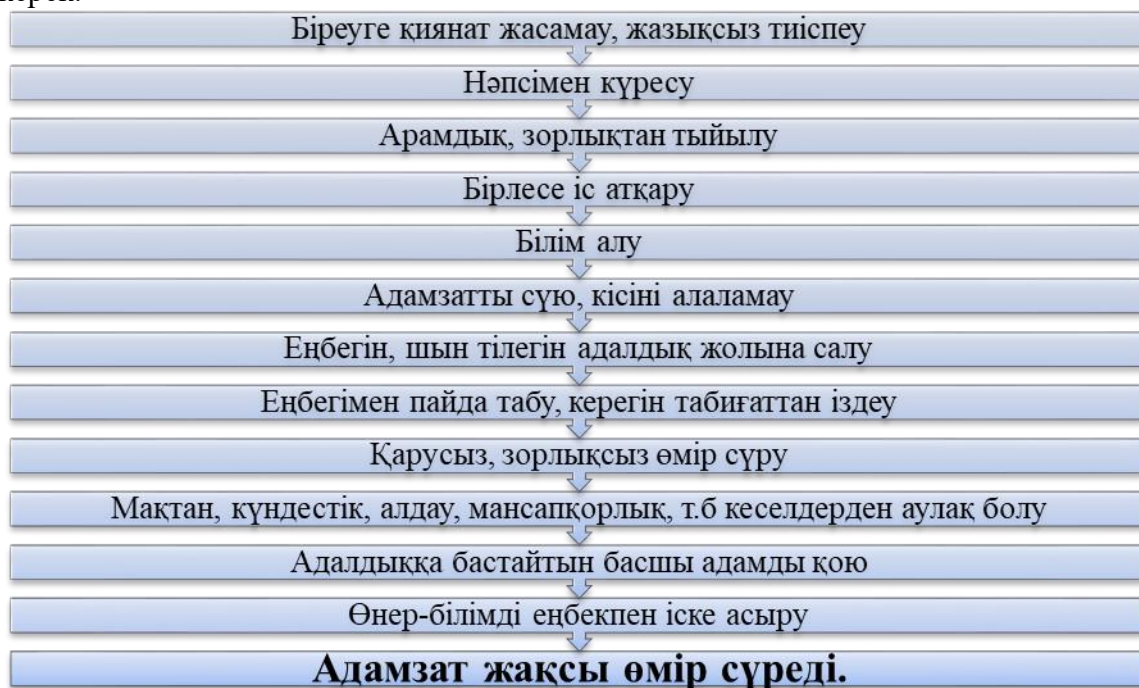 Біреуге қиянат жасамау, жазықсыз тиіспеу
Нәпсімен күресу
Арамдық, зорлықтан тыйылу
Бірлесе іс атқару
Білім алу
Адамзатты сүю, кісіні алаламау
Еңбегін, шын тілегін адалдық жолына салу
Еңбегімен пайда табу, керегін табиғаттан іздеу
Қарусыз, зорлықсыз өмір сүру
Мақтан, күндестік, алдау, мансапқорлық, т.б кеселдерден аулақ болу
Адалдыққа бастайтын басшы адамды қою
Өнер-білімді еңбекпен іске асыру
Адамзат жақсы өмір сүреді.